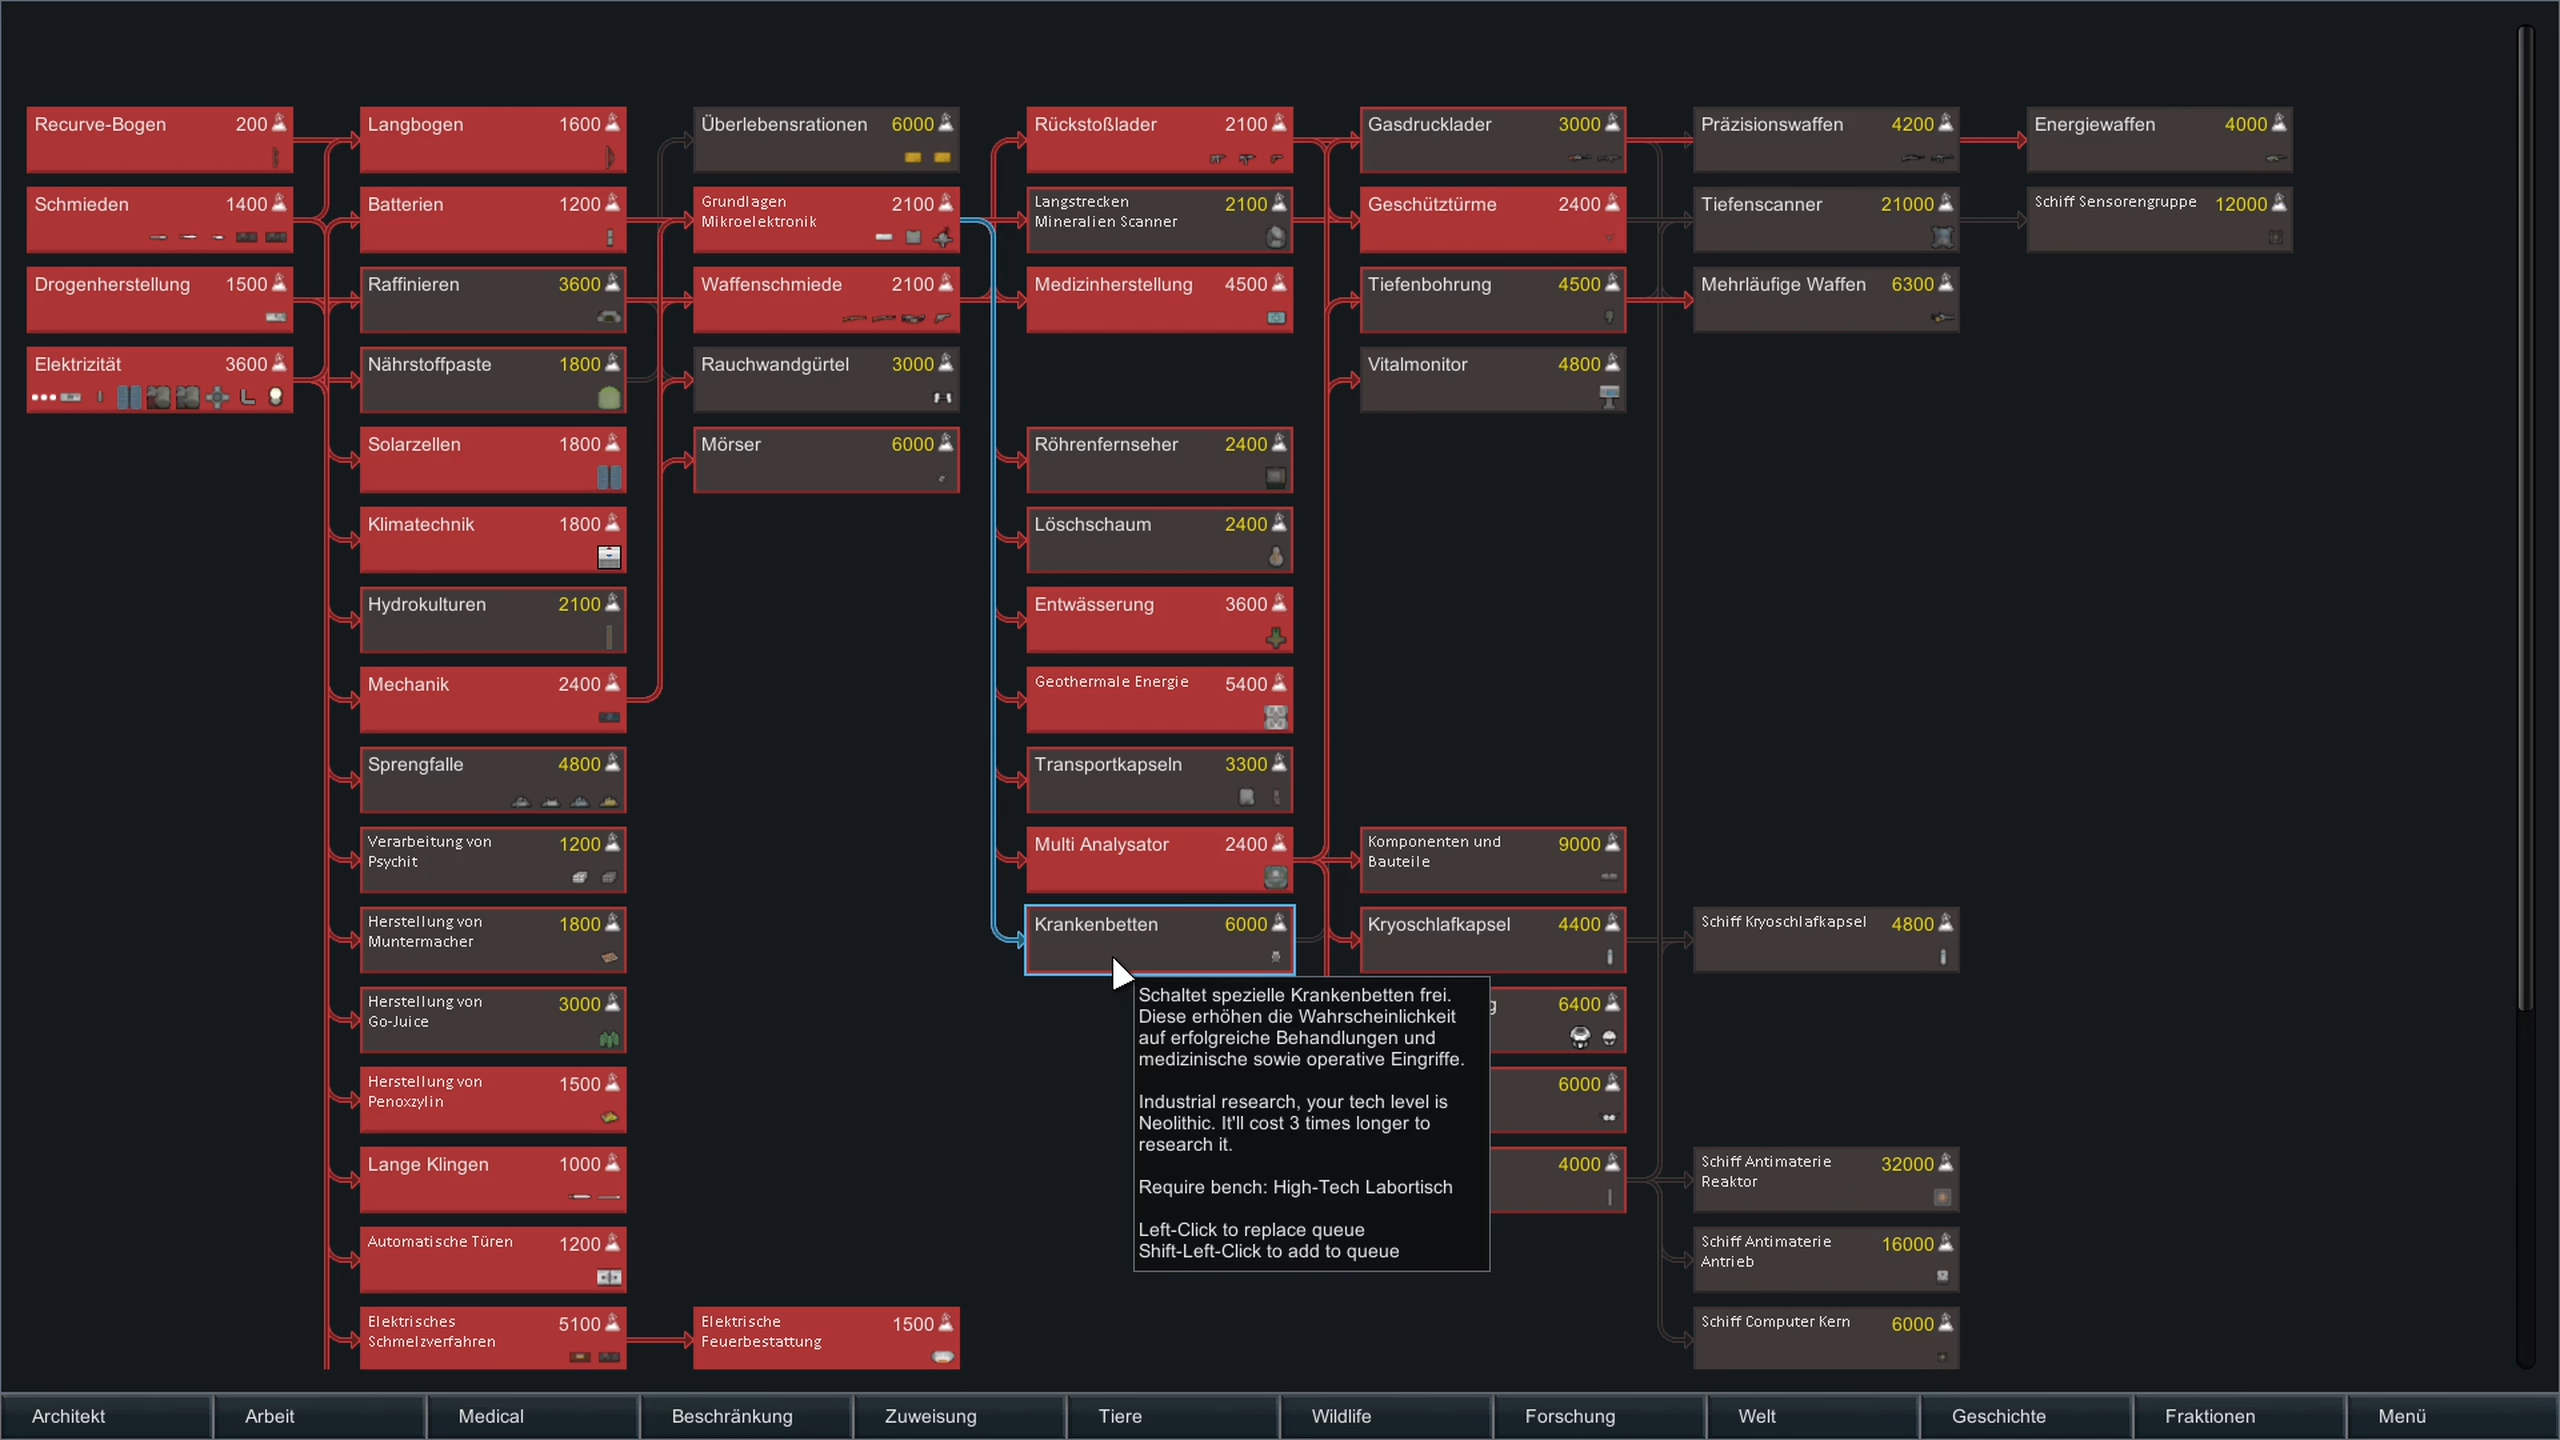 Recurve-Bogen 200
Langbogen 1600
Überlebensrationen 6000
Rückstoßlader 2100
Gasdrucklader 3000
Präzisionswaffen 4200
Energiewaffen 4000
Schmieden 1400
Batterien 1200
Grundlagen
Mikroelektronik 2100
Langstrecken
Mineralien Scanner 2100
Geschütztürme 2400
Tiefenscanner 21000
Schiff Sensorengruppe 12000
Drogenherstellung 1500
Raffinieren 3600
Waffenschmiede 2100
Medizinherstellung 4500
Tiefenbohrung 4500
Mehrläufige Waffen 6300
Elektrizität 3600
Nährstoffpaste 1800
Rauchwandgürtel 3000
Vitalmonitor 4800
Solarzellen 1800
Mörser 6000
Röhrenfernseher 2400
Klimatechnik 1800
Löschschaum 2400
Hydrokulturen 2100
Entwässerung 3600
Mechanik 2400
Geothermale Energie 5400
Sprengfalle 4800
Transportkapseln 3300
Verarbeitung von
Psychit 1200
Multi Analysator 2400
Komponenten und
Bauteile 9000
Herstellung von
Muntermacher 1800
Krankenbetten 6000
Kryoschlafkapsel 4400
Schiff Kryoschlafkapsel 4800
Herstellung von
Go-Juice 3000
g 6400
Herstellung von
Penoxzylin 1500
6000
Lange Klingen 1000
4000
Schiff Antimaterie
Reaktor 32000
Automatische Türen 1200
Schiff Antimaterie
Antrieb 16000
Elektrisches
Schmelzverfahren 5100
Elektrische
Feuerbestattung 1500
Schiff Computer Kern 6000
Schaltet spezielle Krankenbetten frei.
Diese erhöhen die Wahrscheinlichkeit
auf erfolgreiche Behandlungen und
medizinische sowie operative Eingriffe.
Industrial research, your tech level is
Neolithic. It'll cost 3 times longer to
research it.
Require bench: High-Tech Labortisch
Left-Click to replace queue
Shift-Left-Click to add to queue
Architekt Arbeit Medical Beschränkung Zuweisung Tiere Wildlife Forschung Welt Geschichte Fraktionen Menü